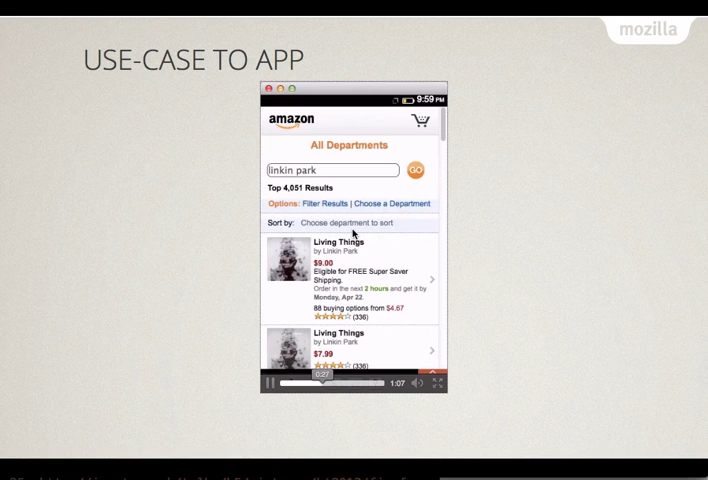 mozilla
USE-CASE TO APP
9:59 PM
amazon
All Departments
linkin park
GO
Top 4,051 Results
Options: Filter Results | Choose a Department
Sort by: Choose department to sort
Living Things
by Linkin Park
$9.00
Eligible for FREE Super Saver
Shipping.
Order in the next 2 hours and get it by
Monday, Apr 22.
88 buying options from $4.67
(336)
Living Things
by Linkin Park
$7.99
(336)
0:27
1:07